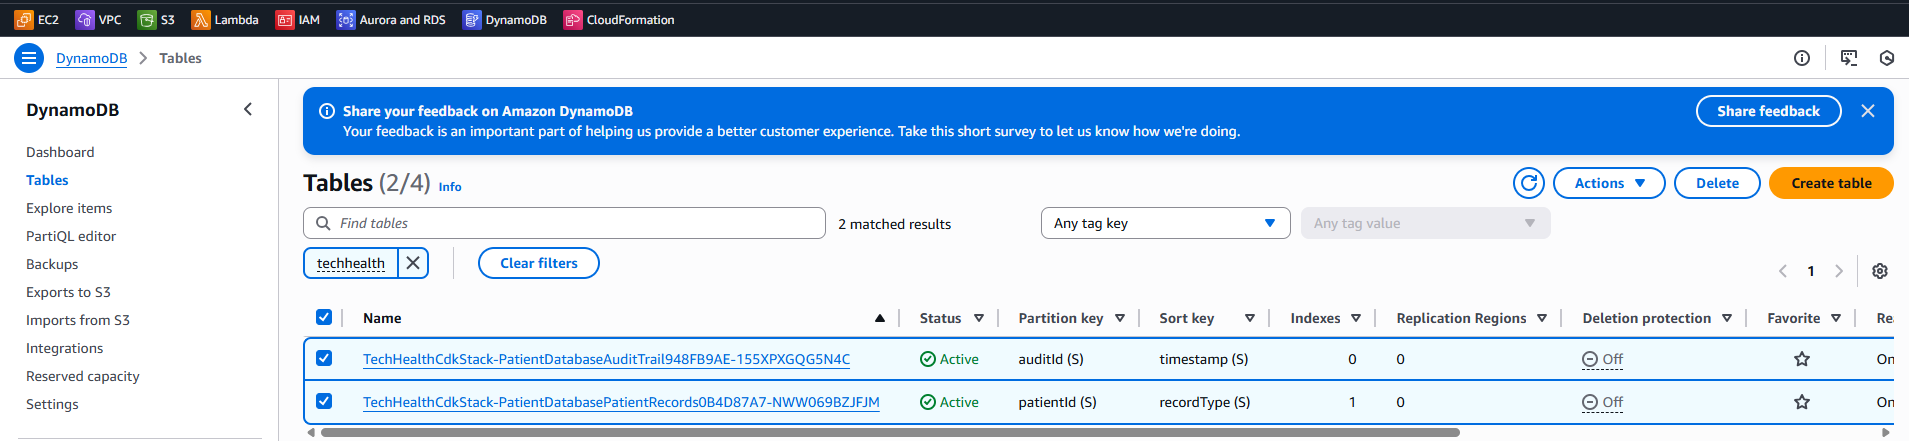 EC2 VPC S3 Lambda IAM Aurora and RDS DynamoDB CloudFormation
DynamoDB > Tables
DynamoDB
Dashboard
Tables
Explore items
PartiQL editor
Backups
Exports to S3
Imports from S3
Integrations
Reserved capacity
Settings
Share your feedback on Amazon DynamoDB
Your feedback is an important part of helping us provide a better customer experience. Take this short survey to let us know how we're doing.
Share feedback
Tables (2/4) Info
Actions Delete Create table
Find tables 2 matched results Any tag key Any tag value
techhealth Clear filters
1
Name Status Partition key Sort key Indexes Replication Regions Deletion protection Favorite Rea
TechHealthCdkStack-PatientDatabaseAuditTrail948FB9AE-155XPXGQG5N4C Active auditId (S) timestamp (S) 0 0 Off On
TechHealthCdkStack-PatientDatabasePatientRecords0B4D87A7-NWW069BZJFJM Active patientId (S) recordType (S) 1 0 Off On